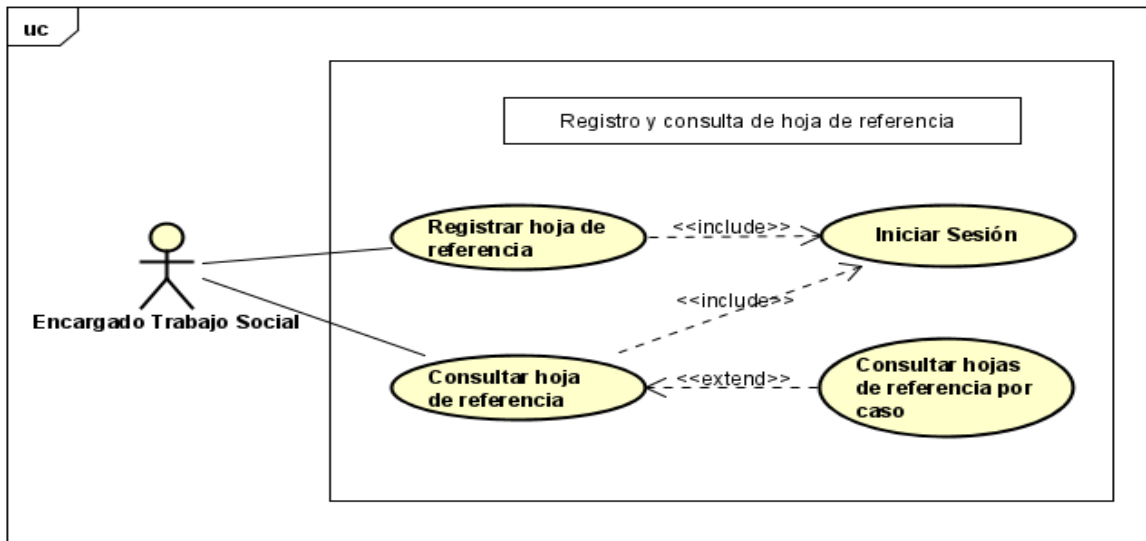 uc
Registro y consulta de hoja de referencia
Registrar hoja de
referencia
<<include>>
Iniciar Sesión
<<include>>
Encargado Trabajo Social
Consultar hoja
de referencia
<<extend>>
Consultar hojas
de referencia por
caso